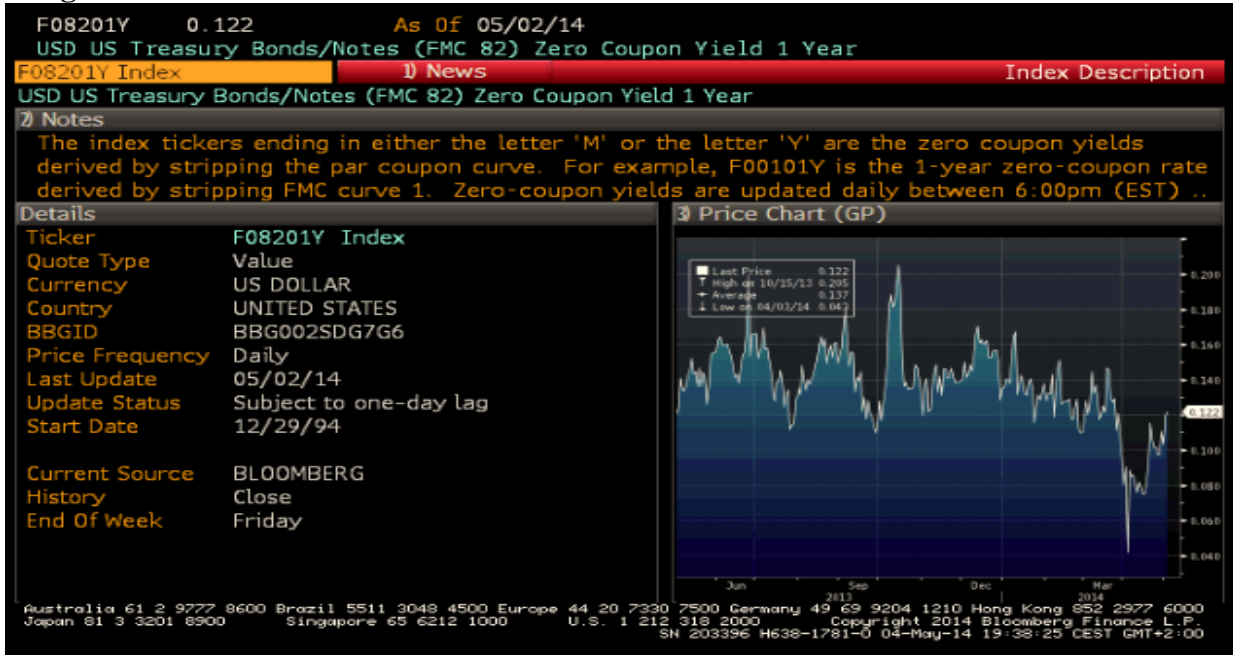 F08201Y 0.122 As Of 05/02/14
USD US Treasury Bonds/Notes (FMC 82) Zero Coupon Yield 1 Year
F08201Y Index 1) News Index Description
USD US Treasury Bonds/Notes (FMC 82) Zero Coupon Yield 1 Year
2) Notes
The index tickers ending in either the letter 'M' or the letter 'Y' are the zero coupon yields
derived by stripping the par coupon curve. For example, F00101Y is the 1-year zero-coupon rate
derived by stripping FMC curve 1. Zero-coupon yields are updated daily between 6:00pm (EST) ..
Details
Ticker F08201Y Index
Quote Type Value
Currency US DOLLAR
Country UNITED STATES
BBGID BBG002SDG7G6
Price Frequency Daily
Last Update 05/02/14
Update Status Subject to one-day lag
Start Date 12/29/94
Current Source BLOOMBERG
History Close
End Of Week Friday
3) Price Chart (GP)
Last Price 0.122
High on 10/15/13 0.205
Average 0.137
Low on 04/03/14 0.043
0.200
0.180
0.160
0.140
0.122
0.100
0.080
0.060
0.040
Jun Sep Dec Mar
2013 2014
Australia 61 2 9777 8600 Brazil 5511 3048 4500 Europe 44 20 7330 7500 Germany 49 69 9204 1210 Hong Kong 852 2977 6000
Japan 81 3 3201 8900 Singapore 65 6212 1000 U.S. 1 212 318 2000 Copyright 2014 Bloomberg Finance L.P.
SN 203396 H638-1781-0 04-May-14 19:38:25 CEST GMT+2:00